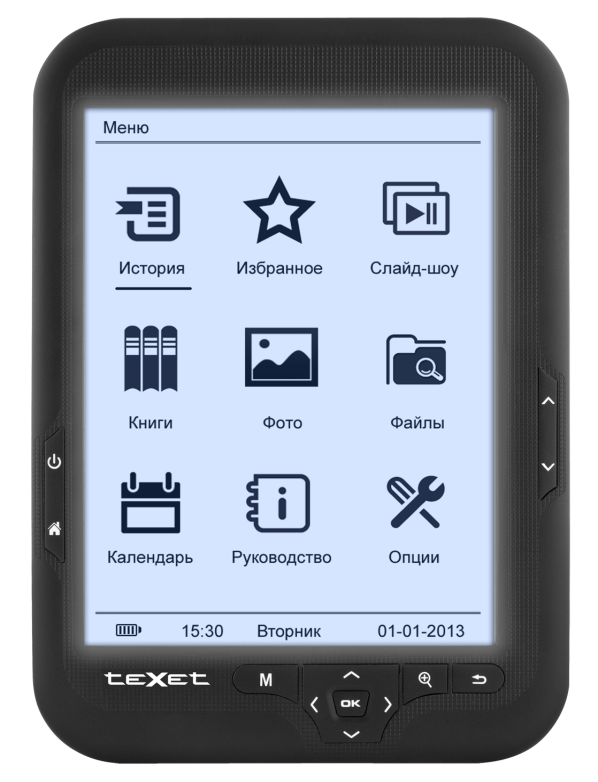 Меню
История Избранное Слайд-шоу
Книги Фото Файлы
Календарь Руководство Опции
15:30 Вторник 01-01-2013
teXet M
OK